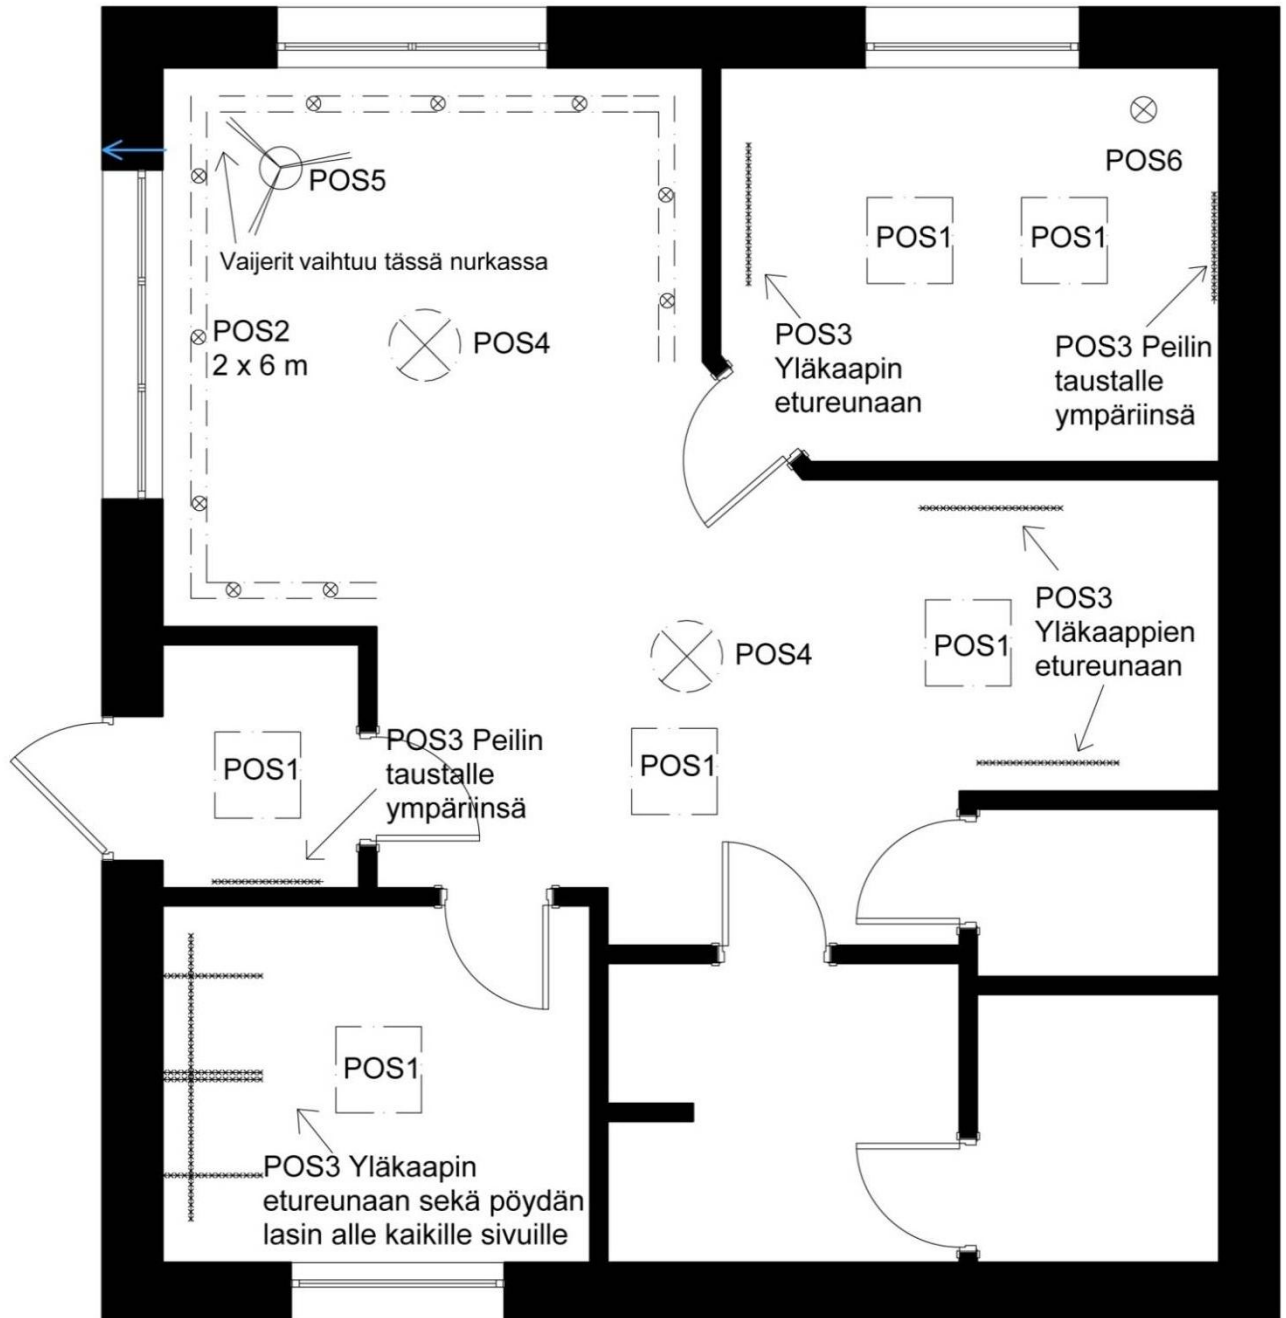 POS6
POS5
POS1
POS1
Vaijerit vaihtuu tässä nurkassa
POS2
2 x 6 m
POS4
POS3
Yläkaapin
etureunaan
POS3 Peilin
taustalle
ympäriinsä
POS3
Yläkaappien
etureunaan
POS1
POS4
POS1
POS1
POS3 Peilin
taustalle
ympäriinsä
POS1
POS3 Yläkaapin
etureunaan sekä pöydän
lasin alle kaikille sivuille